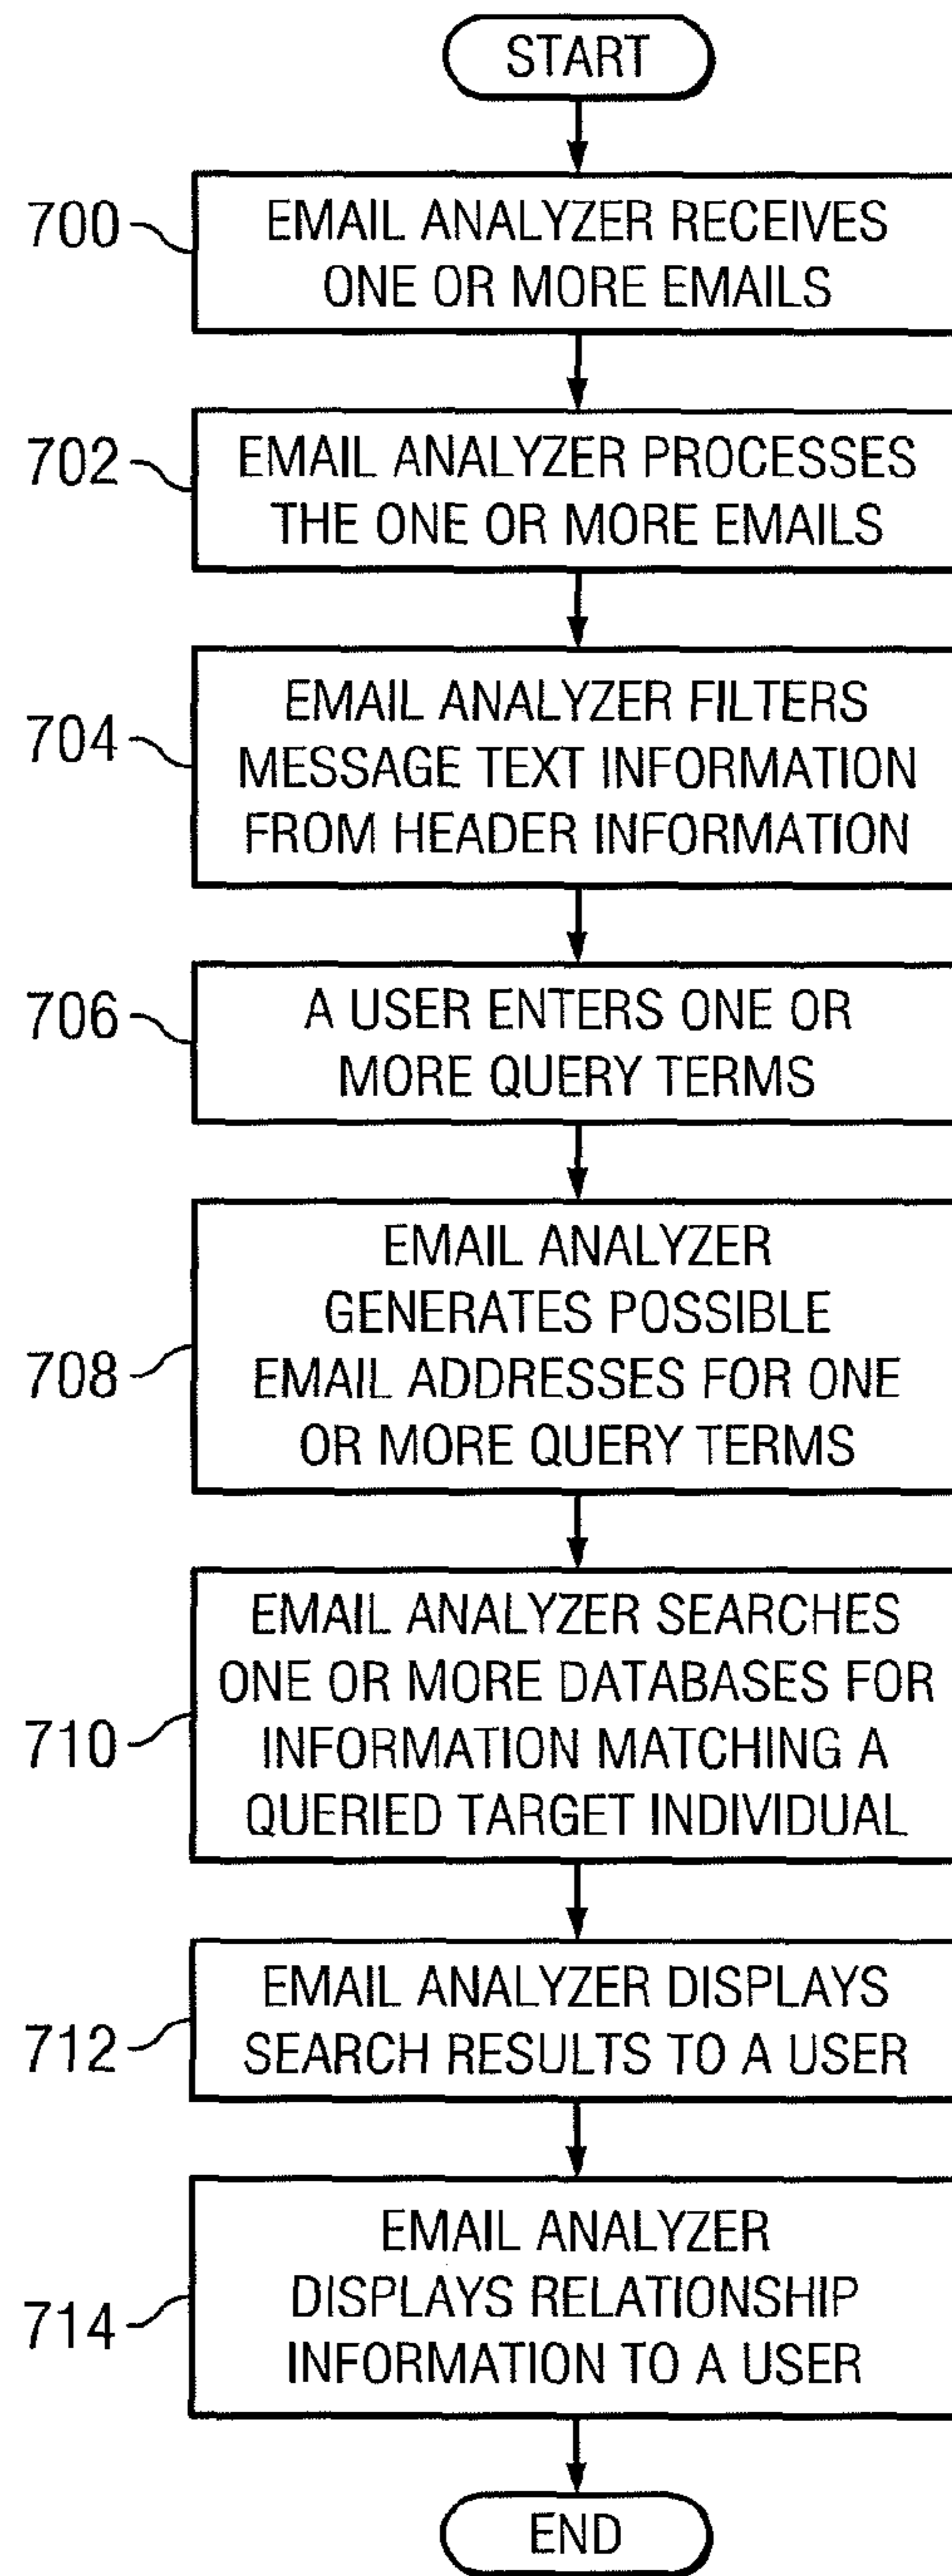 START
700
EMAIL ANALYZER RECEIVES
ONE OR MORE EMAILS
702
EMAIL ANALYZER PROCESSES
THE ONE OR MORE EMAILS
704
EMAIL ANALYZER FILTERS
MESSAGE TEXT INFORMATION
FROM HEADER INFORMATION
706
A USER ENTERS ONE OR
MORE QUERY TERMS
708
EMAIL ANALYZER
GENERATES POSSIBLE
EMAIL ADDRESSES FOR ONE
OR MORE QUERY TERMS
710
EMAIL ANALYZER SEARCHES
ONE OR MORE DATABASES FOR
INFORMATION MATCHING A
QUERIED TARGET INDIVIDUAL
712
EMAIL ANALYZER DISPLAYS
SEARCH RESULTS TO A USER
714
EMAIL ANALYZER
DISPLAYS RELATIONSHIP
INFORMATION TO A USER
END